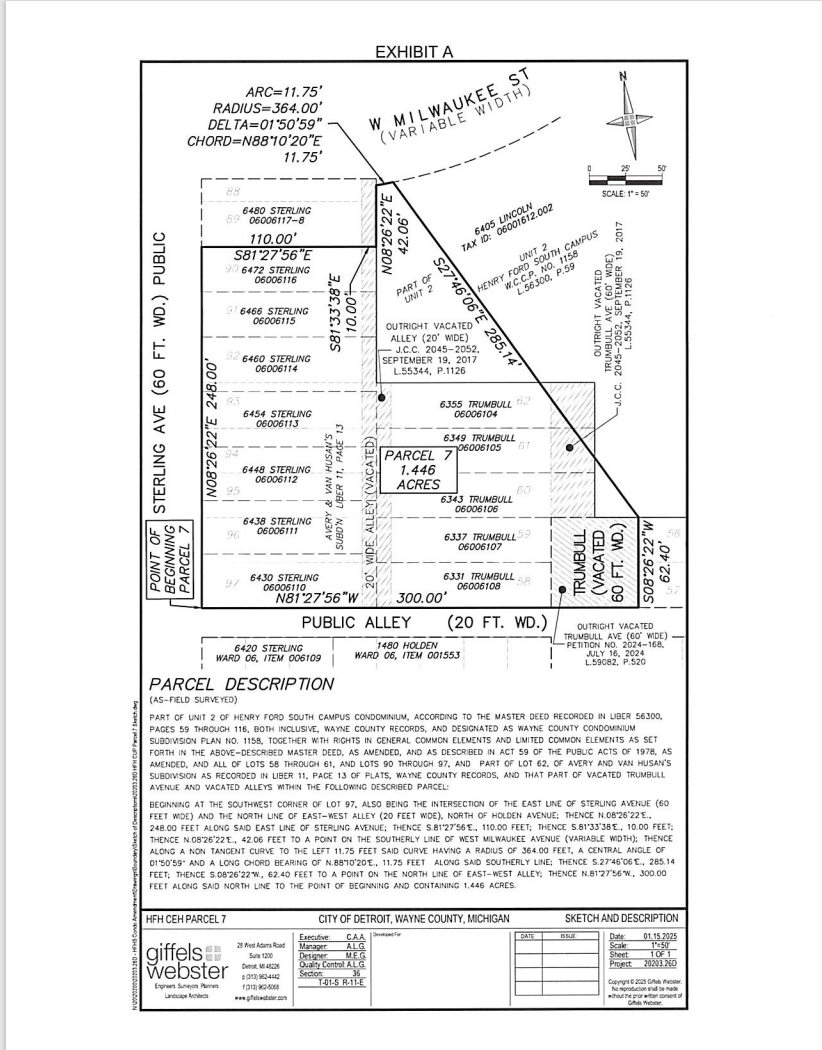 EXHIBIT A
ARC=11.75'
RADIUS=364.00'
DELTA=01°50'59"
CHORD=N88°10'20"E
11.75'
W MILWAUKEE ST
(VARIABLE WIDTH)
N
0 25' 50'
SCALE: 1" = 50'
STERLING AVE (60 FT. WD.) PUBLIC
88
89
6480 STERLING
06006117-8
110.00'
S81°27'56"E
90
6472 STERLING
06006116
91
6466 STERLING
06006115
92
6460 STERLING
06006114
93
6454 STERLING
06006113
94
6448 STERLING
06006112
95
6438 STERLING
06006111
96
6430 STERLING
06006110
97
N08°26'22"E 248.00'
S81°33'38"E
10.00'
N08°26'22"E
42.06'
S27°46'06"E 285.14'
6405 LINCOLN
TAX ID: 06001612.002
UNIT 2
HENRY FORD SOUTH CAMPUS
W.C.C.P. NO. 1158
L.56300, P.59
PART OF
UNIT 2
OUTRIGHT VACATED
ALLEY (20' WIDE)
J.C.C. 2045-2052,
SEPTEMBER 19, 2017
L.55344, P.1126
OUTRIGHT VACATED
TRUMBULL AVE (60' WIDE)
J.C.C. 2045-2052, SEPTEMBER 19, 2017
L.55344, P.1126
AVERY & VAN HUSAN'S
SUBD'N LIBER 11, PAGE 13
20' WIDE ALLEY (VACATED)
PARCEL 7
1.446
ACRES
6355 TRUMBULL 62
06006104
6349 TRUMBULL 61
06006105
60
6343 TRUMBULL
06006106
6337 TRUMBULL 59
06006107
6331 TRUMBULL 58
06006108
TRUMBULL
(VACATED
60 FT. WD.)
S08°26'22"W
62.40'
56
57
POINT OF
BEGINNING
PARCEL 7
N81°27'56"W 300.00'
PUBLIC ALLEY (20 FT. WD.)
6420 STERLING
WARD 06, ITEM 006109
1480 HOLDEN
WARD 06, ITEM 001553
OUTRIGHT VACATED
TRUMBULL AVE (60' WIDE)
PETITION NO. 2024-168,
JULY 16, 2024
L.59082, P.520
PARCEL DESCRIPTION
(AS-FIELD SURVEYED)
PART OF UNIT 2 OF HENRY FORD SOUTH CAMPUS CONDOMINIUM, ACCORDING TO THE MASTER DEED RECORDED IN LIBER 56300,
PAGES 59 THROUGH 116, BOTH INCLUSIVE, WAYNE COUNTY RECORDS, AND DESIGNATED AS WAYNE COUNTY CONDOMINIUM
SUBDIVISION PLAN NO. 1158, TOGETHER WITH RIGHTS IN GENERAL COMMON ELEMENTS AND LIMITED COMMON ELEMENTS AS SET
FORTH IN THE ABOVE-DESCRIBED MASTER DEED, AS AMENDED, AND AS DESCRIBED IN ACT 59 OF THE PUBLIC ACTS OF 1978, AS
AMENDED, AND ALL OF LOTS 58 THROUGH 61, AND LOTS 90 THROUGH 97, AND PART OF LOT 62, OF AVERY AND VAN HUSAN'S
SUBDIVISION AS RECORDED IN LIBER 11, PAGE 13 OF PLATS, WAYNE COUNTY RECORDS, AND THAT PART OF VACATED TRUMBULL
AVENUE AND VACATED ALLEYS WITHIN THE FOLLOWING DESCRIBED PARCEL:
BEGINNING AT THE SOUTHWEST CORNER OF LOT 97, ALSO BEING THE INTERSECTION OF THE EAST LINE OF STERLING AVENUE (60
FEET WIDE) AND THE NORTH LINE OF EAST-WEST ALLEY (20 FEET WIDE), NORTH OF HOLDEN AVENUE; THENCE N.08°26'22"E.,
248.00 FEET ALONG SAID EAST LINE OF STERLING AVENUE; THENCE S.81°27'56"E., 110.00 FEET; THENCE S.81°33'38"E., 10.00 FEET;
THENCE N.08°26'22"E., 42.06 FEET TO A POINT ON THE SOUTHERLY LINE OF WEST MILWAUKEE AVENUE (VARIABLE WIDTH); THENCE
ALONG A NON TANGENT CURVE TO THE LEFT 11.75 FEET SAID CURVE HAVING A RADIUS OF 364.00 FEET, A CENTRAL ANGLE OF
01°50'59" AND A LONG CHORD BEARING OF N.88°10'20"E., 11.75 FEET ALONG SAID SOUTHERLY LINE; THENCE S.27°46'06"E., 285.14
FEET; THENCE S.08°26'22"W., 62.40 FEET TO A POINT ON THE NORTH LINE OF EAST-WEST ALLEY; THENCE N.81°27'56"W., 300.00
FEET ALONG SAID NORTH LINE TO THE POINT OF BEGINNING AND CONTAINING 1.446 ACRES.
HFH CEH PARCEL 7 CITY OF DETROIT, WAYNE COUNTY, MICHIGAN SKETCH AND DESCRIPTION
giffels
webster
Engineers Surveyors Planners
Landscape Architects
28 West Adams Road
Suite 1200
Detroit, MI 48226
p (313) 962-4442
f (313) 962-5068
www.giffelswebster.com
Executive: C.A.A.
Manager: A.L.G.
Designer: M.E.G.
Quality Control: A.L.G.
Section: 36
T-01-S R-11-E
Developed For:
DATE: ISSUE:
Date: 01.15.2025
Scale: 1"=50'
Sheet: 1 OF 1
Project: 20203.26D
Copyright © 2025 Giffels Webster.
No reproduction shall be made
without the prior written consent of
Giffels Webster.